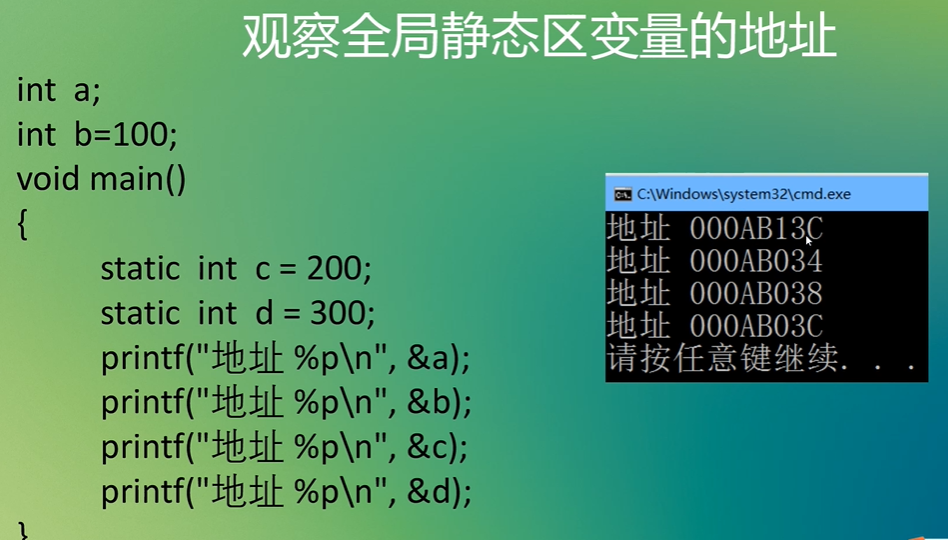 观察全局静态区变量的地址
int a;
int b=100;
void main()
{
static int c = 200;
static int d = 300;
printf("地址 %p\n", &a);
printf("地址 %p\n", &b);
printf("地址 %p\n", &c);
printf("地址 %p\n", &d);
}
C:\Windows\system32\cmd.exe
地址 000AB13C
地址 000AB034
地址 000AB038
地址 000AB03C
请按任意键继续. . .